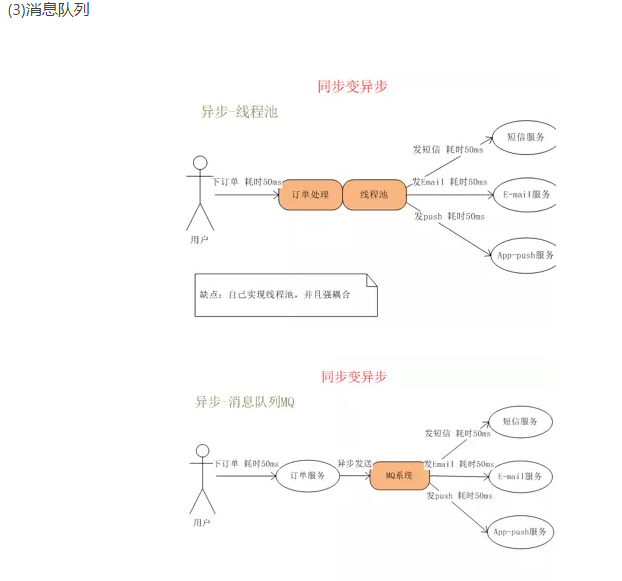 (3)消息队列
同步变异步
异步-线程池
短信服务
发短信 耗时50ms
下订单 耗时50ms
订单处理
线程池
发Email 耗时50ms
E-mail服务
发push 耗时50ms
用户
App-push服务
缺点：自己实现线程池，并且强耦合
同步变异步
异步-消息队列MQ
短信服务
发短信 耗时50ms
下订单 耗时50ms
异步发送
发Email 耗时50ms
订单服务
MQ系统
E-mail服务
发push 耗时50ms
用户
App-push服务